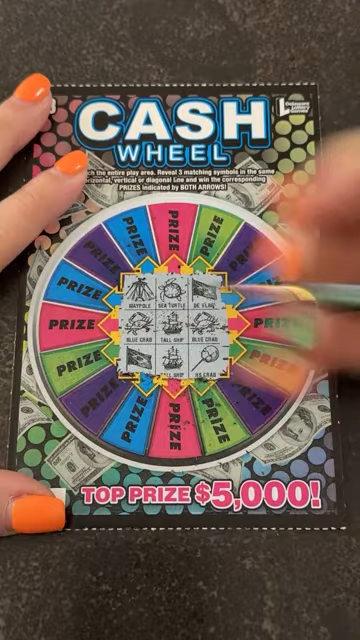 CASH
WHEEL
the entire play area. Reveal 3 matching symbols in the same
horizontal, vertical or diagonal line and win the corresponding
PRIZES indicated by BOTH ARROWS!
PRIZE PRIZE PRIZE
PRIZE PRIZE
PRIZE
PRIZE PRIZE
PRIZE PRIZE
PRIZE PRIZE
PRIZE PRIZE PRIZE
MAYPOLE SEA TURTLE DE FLAG
BLUE CRAB TALL SHIP BLUE CRAB
TALL SHIP HS CRAB
TOP PRIZE $5,000!